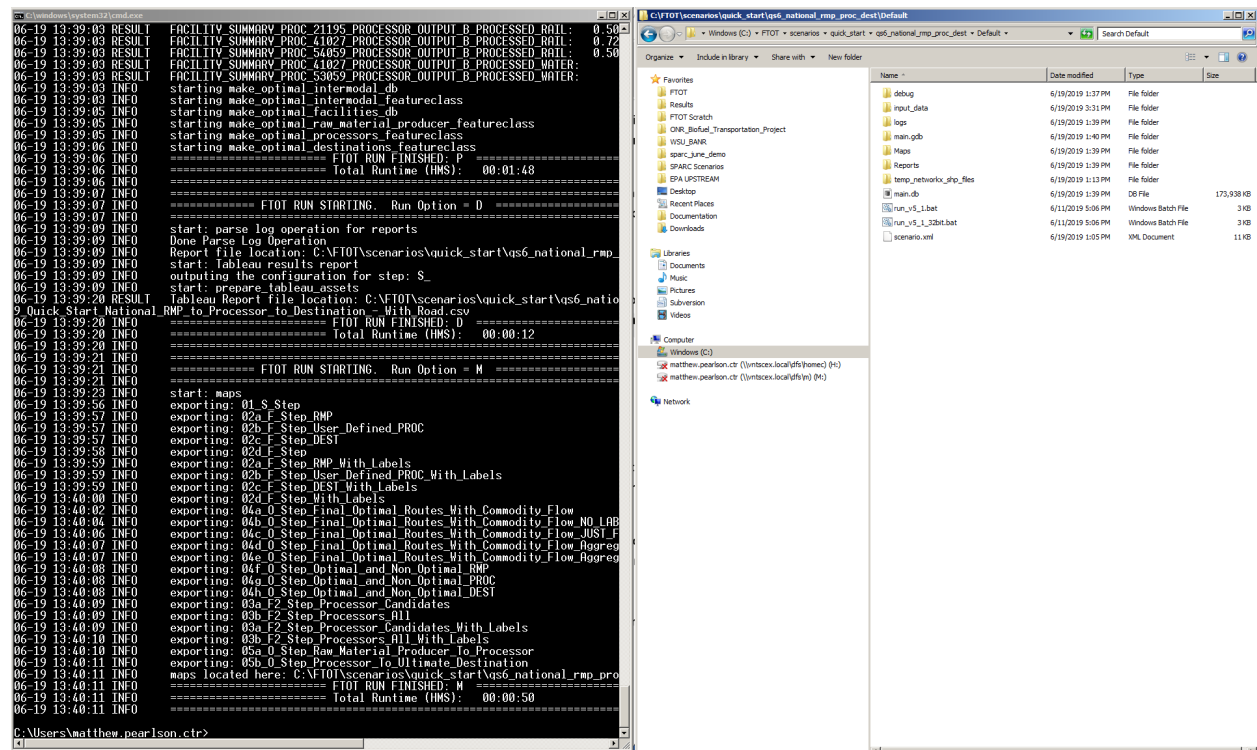 C:\windows\system32\cmd.exe
06-19 13:39:03 RESULT FACILITY_SUMMARY_PROC_21195_PROCESSOR_OUTPUT_B_PROCESSED_RAIL: 0.50
06-19 13:39:03 RESULT FACILITY_SUMMARY_PROC_41027_PROCESSOR_OUTPUT_B_PROCESSED_RAIL: 0.72
06-19 13:39:03 RESULT FACILITY_SUMMARY_PROC_54059_PROCESSOR_OUTPUT_B_PROCESSED_RAIL: 0.50
06-19 13:39:03 RESULT FACILITY_SUMMARY_PROC_41027_PROCESSOR_OUTPUT_B_PROCESSED_WATER:
06-19 13:39:03 RESULT FACILITY_SUMMARY_PROC_53059_PROCESSOR_OUTPUT_B_PROCESSED_WATER:
06-19 13:39:03 INFO starting make_optimal_intermodal_db
06-19 13:39:03 INFO starting make_optimal_intermodal_featureclass
06-19 13:39:05 INFO starting make_optimal_facilities_db
06-19 13:39:05 INFO starting make_optimal_raw_material_producer_featureclass
06-19 13:39:05 INFO starting make_optimal_processors_featureclass
06-19 13:39:06 INFO starting make_optimal_destinations_featureclass
06-19 13:39:06 INFO ======================= FTOT RUN FINISHED: P =====================
06-19 13:39:06 INFO ======================= Total Runtime (HMS): 00:01:48
06-19 13:39:06 INFO =================================================================
06-19 13:39:07 INFO =================================================================
06-19 13:39:07 INFO ============= FTOT RUN STARTING. Run Option = D ==================
06-19 13:39:07 INFO =================================================================
06-19 13:39:09 INFO start: parse log operation for reports
06-19 13:39:09 INFO Done Parse Log Operation
06-19 13:39:09 INFO Report file location: C:\FTOT\scenarios\quick_start\qs6_national_rmp_
06-19 13:39:09 INFO start: Tableau results report
06-19 13:39:09 INFO outputing the configuration for step: S_
06-19 13:39:09 INFO start: prepare_tableau_assets
06-19 13:39:20 RESULT Tableau Report file location: C:\FTOT\scenarios\quick_start\qs6_natio
9_Quick_Start_National_RMP_to_Processor_to_Destination_-_With_Road.csv
06-19 13:39:20 INFO ======================= FTOT RUN FINISHED: D =====================
06-19 13:39:20 INFO ======================= Total Runtime (HMS): 00:00:12
06-19 13:39:20 INFO =================================================================
06-19 13:39:21 INFO =================================================================
06-19 13:39:21 INFO ============= FTOT RUN STARTING. Run Option = M ==================
06-19 13:39:21 INFO =================================================================
06-19 13:39:23 INFO start: maps
06-19 13:39:56 INFO exporting: 01_S_Step
06-19 13:39:57 INFO exporting: 02a_F_Step_RMP
06-19 13:39:57 INFO exporting: 02b_F_Step_User_Defined_PROC
06-19 13:39:57 INFO exporting: 02c_F_Step_DEST
06-19 13:39:58 INFO exporting: 02d_F_Step
06-19 13:39:59 INFO exporting: 02a_F_Step_RMP_With_Labels
06-19 13:39:59 INFO exporting: 02b_F_Step_User_Defined_PROC_With_Labels
06-19 13:39:59 INFO exporting: 02c_F_Step_DEST_With_Labels
06-19 13:40:00 INFO exporting: 02d_F_Step_With_Labels
06-19 13:40:02 INFO exporting: 04a_O_Step_Final_Optimal_Routes_With_Commodity_Flow
06-19 13:40:04 INFO exporting: 04b_O_Step_Final_Optimal_Routes_With_Commodity_Flow_NO_LAB
06-19 13:40:06 INFO exporting: 04c_O_Step_Final_Optimal_Routes_With_Commodity_Flow_JUST_F
06-19 13:40:07 INFO exporting: 04d_O_Step_Final_Optimal_Routes_With_Commodity_Flow_Aggreg
06-19 13:40:07 INFO exporting: 04e_O_Step_Final_Optimal_Routes_With_Commodity_Flow_Aggreg
06-19 13:40:08 INFO exporting: 04f_O_Step_Optimal_and_Non_Optimal_RMP
06-19 13:40:08 INFO exporting: 04g_O_Step_Optimal_and_Non_Optimal_PROC
06-19 13:40:08 INFO exporting: 04h_O_Step_Optimal_and_Non_Optimal_DEST
06-19 13:40:09 INFO exporting: 03a_F2_Step_Processor_Candidates
06-19 13:40:09 INFO exporting: 03b_F2_Step_Processors_All
06-19 13:40:09 INFO exporting: 03a_F2_Step_Processor_Candidates_With_Labels
06-19 13:40:10 INFO exporting: 03b_F2_Step_Processors_All_With_Labels
06-19 13:40:10 INFO exporting: 05a_O_Step_Raw_Material_Producer_To_Processor
06-19 13:40:11 INFO exporting: 05b_O_Step_Processor_To_Ultimate_Destination
06-19 13:40:11 INFO maps located here: C:\FTOT\scenarios\quick_start\qs6_national_rmp_pro
06-19 13:40:11 INFO ======================= FTOT RUN FINISHED: M =====================
06-19 13:40:11 INFO ======================= Total Runtime (HMS): 00:00:50
06-19 13:40:11 INFO =================================================================
C:\Users\matthew.pearlson.ctr>
C:\FTOT\scenarios\quick_start\qs6_national_rmp_proc_dest\Default
Windows (C:) FTOT scenarios quick_start qs6_national_rmp_proc_dest Default Search Default
Organize Include in library Share with New folder
Favorites
FTOT
Results
FTOT Scratch
ONR_Biofuel_Transportation_Project
WSU_BANR
sparc_june_demo
SPARC Scenarios
EPA UPSTREAM
Desktop
Recent Places
Documentation
Downloads
Libraries
Documents
Music
Pictures
Subversion
Videos
Computer
Windows (C:)
matthew.pearlson.ctr (\\vntscex.local\dfs\homec) (H:)
matthew.pearlson.ctr (\\vntscex.local\dfs\m) (M:)
Network
Name Date modified Type Size
debug 6/19/2019 1:37 PM File folder
input_data 6/19/2019 3:31 PM File folder
logs 6/19/2019 1:39 PM File folder
main.gdb 6/19/2019 1:40 PM File folder
Maps 6/19/2019 1:39 PM File folder
Reports 6/19/2019 1:39 PM File folder
temp_networkx_shp_files 6/19/2019 1:13 PM File folder
main.db 6/19/2019 1:39 PM DB File 173,938 KB
run_v5_1.bat 6/11/2019 5:06 PM Windows Batch File 3 KB
run_v5_1_32bit.bat 6/11/2019 5:06 PM Windows Batch File 3 KB
scenario.xml 6/19/2019 1:05 PM XML Document 11 KB